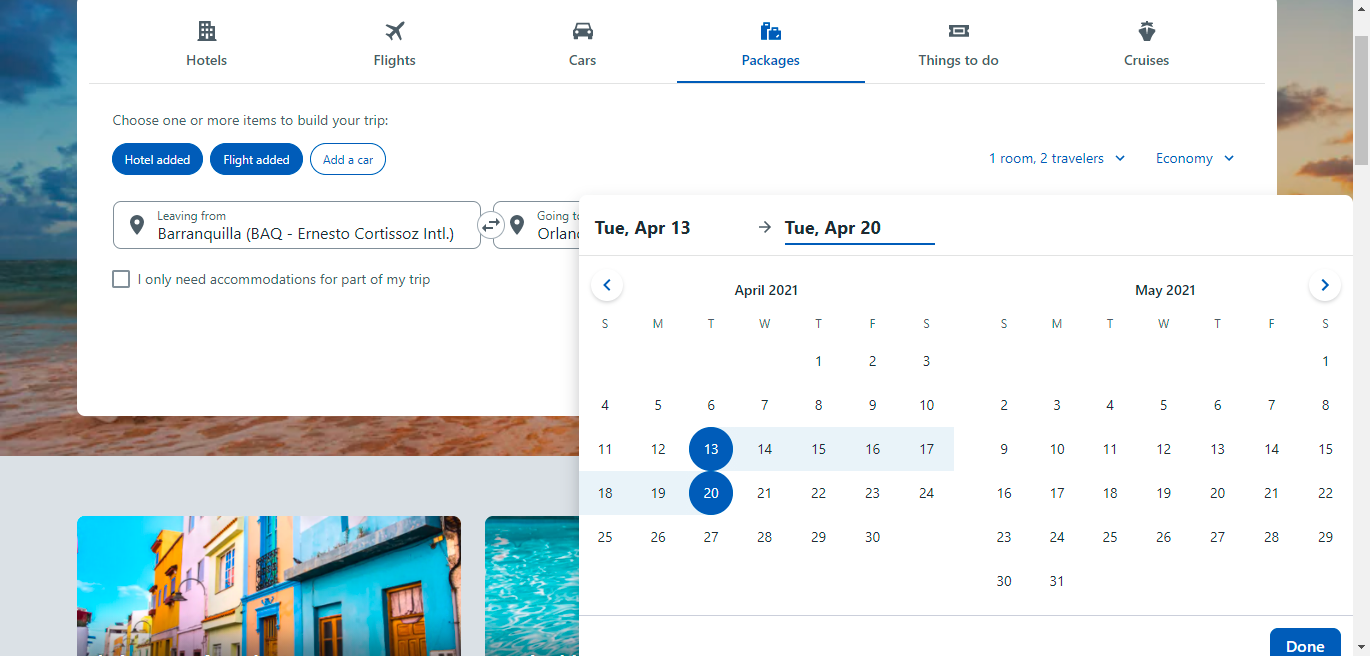 Hotels Flights Cars Packages Things to do Cruises
Choose one or more items to build your trip:
Hotel added Flight added Add a car
1 room, 2 travelers Economy
Leaving from
Barranquilla (BAQ - Ernesto Cortissoz Intl.)
Going
I only need accommodations for part of my trip
Tue, Apr 13 Tue, Apr 20
April 2021
S M T W T F S
1 2 3
4 5 6 7 8 9 10
11 12 13 14 15 16 17
18 19 20 21 22 23 24
25 26 27 28 29 30
May 2021
S M T W T F S
1
2 3 4 5 6 7 8
9 10 11 12 13 14 15
16 17 18 19 20 21 22
23 24 25 26 27 28 29
30 31
Done